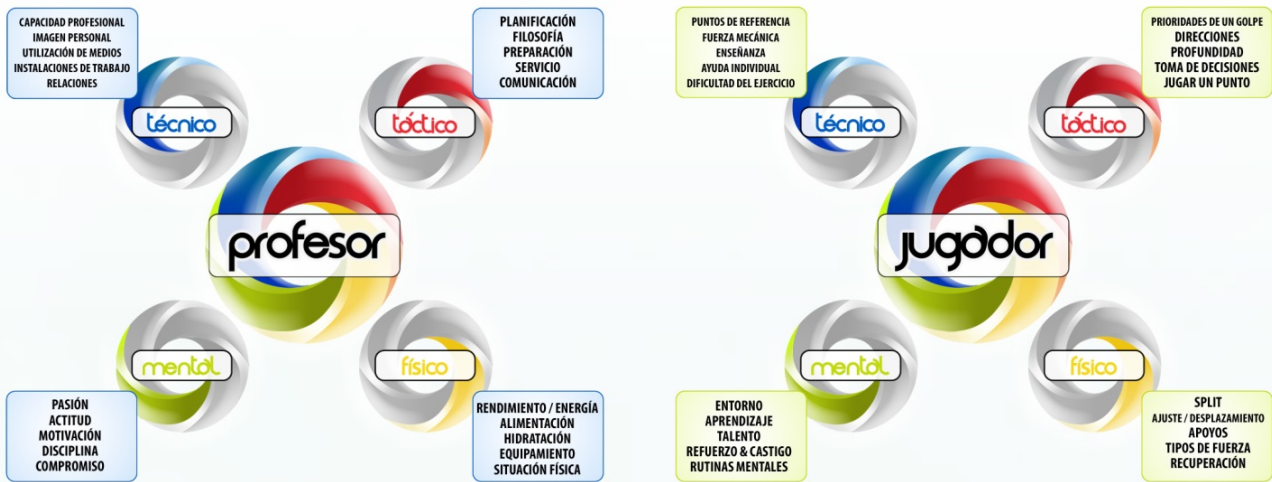 CAPACIDAD PROFESIONAL
IMAGEN PERSONAL
UTILIZACIÓN DE MEDIOS
INSTALACIONES DE TRABAJO
RELACIONES
técnico
PLANIFICACIÓN
FILOSOFÍA
PREPARACIÓN
SERVICIO
COMUNICACIÓN
táctico
profesor
mental
PASIÓN
ACTITUD
MOTIVACIÓN
DISCIPLINA
COMPROMISO
físico
RENDIMIENTO / ENERGÍA
ALIMENTACIÓN
HIDRATACIÓN
EQUIPAMIENTO
SITUACIÓN FÍSICA
PUNTOS DE REFERENCIA
FUERZA MECÁNICA
ENSEÑANZA
AYUDA INDIVIDUAL
DIFICULTAD DEL EJERCICIO
técnico
PRIORIDADES DE UN GOLPE
DIRECCIONES
PROFUNDIDAD
TOMA DE DECISIONES
JUGAR UN PUNTO
táctico
jugador
mental
ENTORNO
APRENDIZAJE
TALENTO
REFUERZO & CASTIGO
RUTINAS MENTALES
físico
SPLIT
AJUSTE / DESPLAZAMIENTO
APOYOS
TIPOS DE FUERZA
RECUPERACIÓN